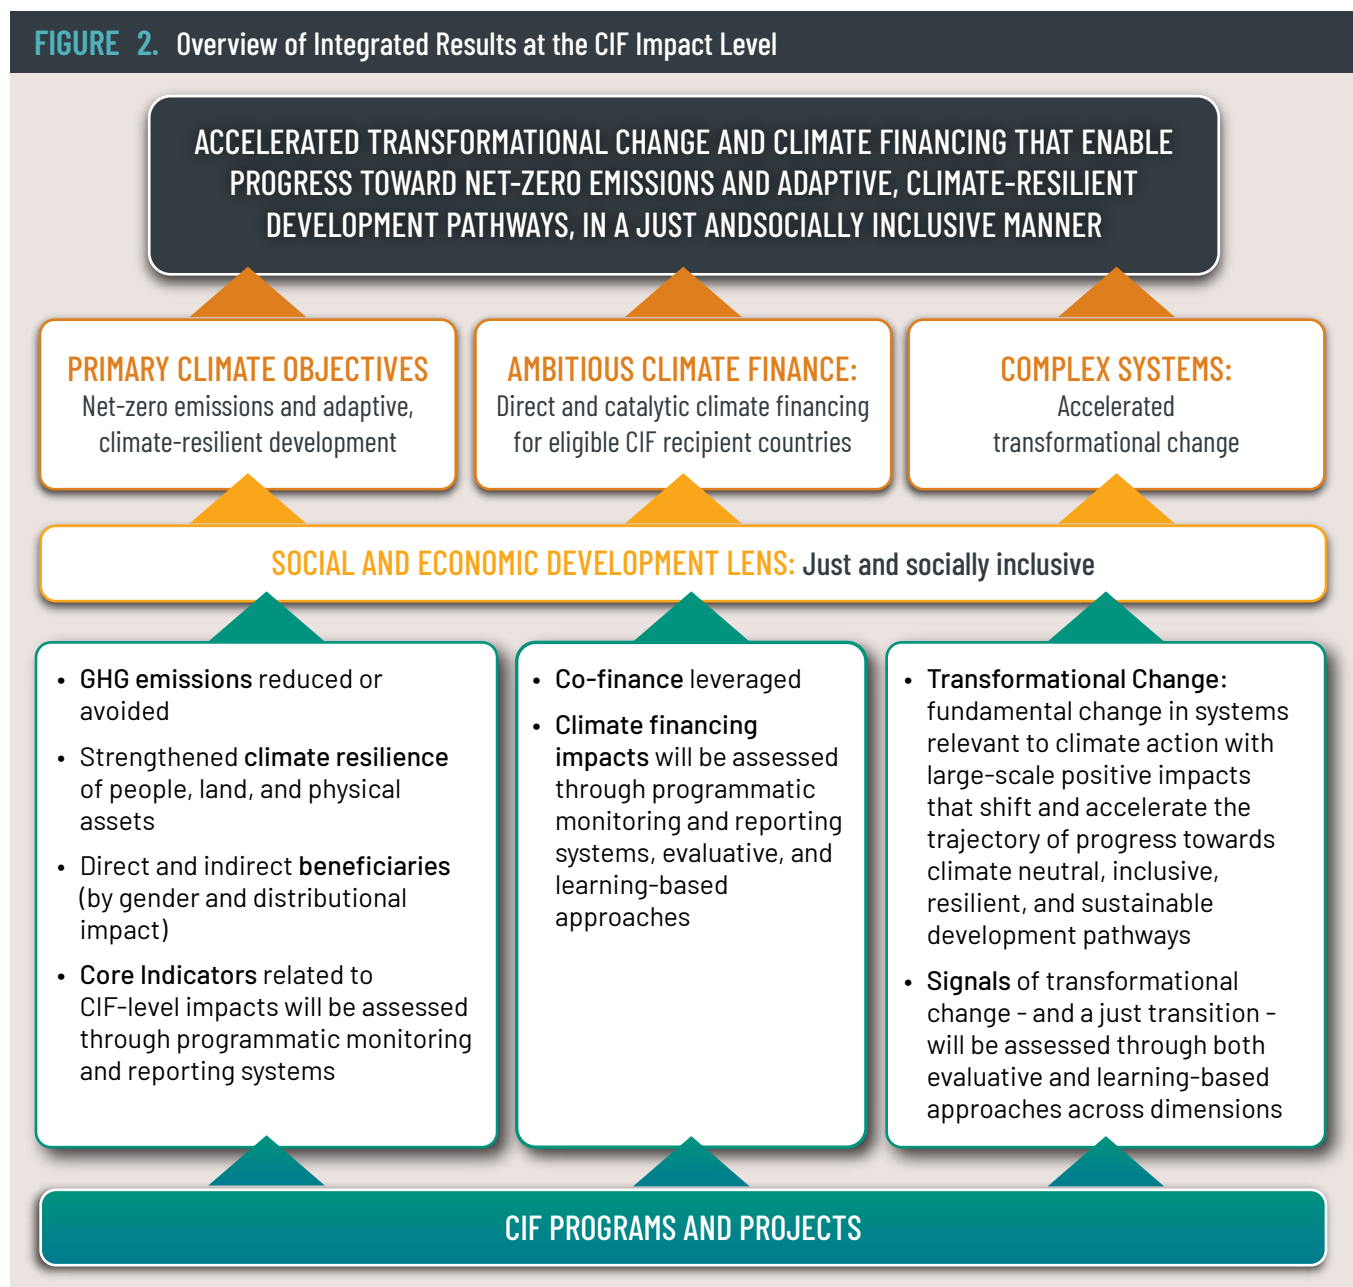 FIGURE 2. Overview of Integrated Results at the CIF Impact Level
ACCELERATED TRANSFORMATIONAL CHANGE AND CLIMATE FINANCING THAT ENABLE
PROGRESS TOWARD NET-ZERO EMISSIONS AND ADAPTIVE, CLIMATE-RESILIENT
DEVELOPMENT PATHWAYS, IN A JUST ANDSOCIALLY INCLUSIVE MANNER
PRIMARY CLIMATE OBJECTIVES
Net-zero emissions and adaptive,
climate-resilient development
AMBITIOUS CLIMATE FINANCE:
Direct and catalytic climate financing
for eligible CIF recipient countries
COMPLEX SYSTEMS:
Accelerated
transformational change
SOCIAL AND ECONOMIC DEVELOPMENT LENS: Just and socially inclusive
• GHG emissions reduced or
avoided
• Strengthened climate resilience
of people, land, and physical
assets
• Direct and indirect beneficiaries
(by gender and distributional
impact)
• Core Indicators related to
CIF-level impacts will be assessed
through programmatic monitoring
and reporting systems
• Co-finance leveraged
• Climate financing
impacts will be assessed
through programmatic
monitoring and reporting
systems, evaluative, and
learning-based
approaches
• Transformational Change:
fundamental change in systems
relevant to climate action with
large-scale positive impacts
that shift and accelerate the
trajectory of progress towards
climate neutral, inclusive,
resilient, and sustainable
development pathways
• Signals of transformational
change - and a just transition -
will be assessed through both
evaluative and learning-based
approaches across dimensions
CIF PROGRAMS AND PROJECTS